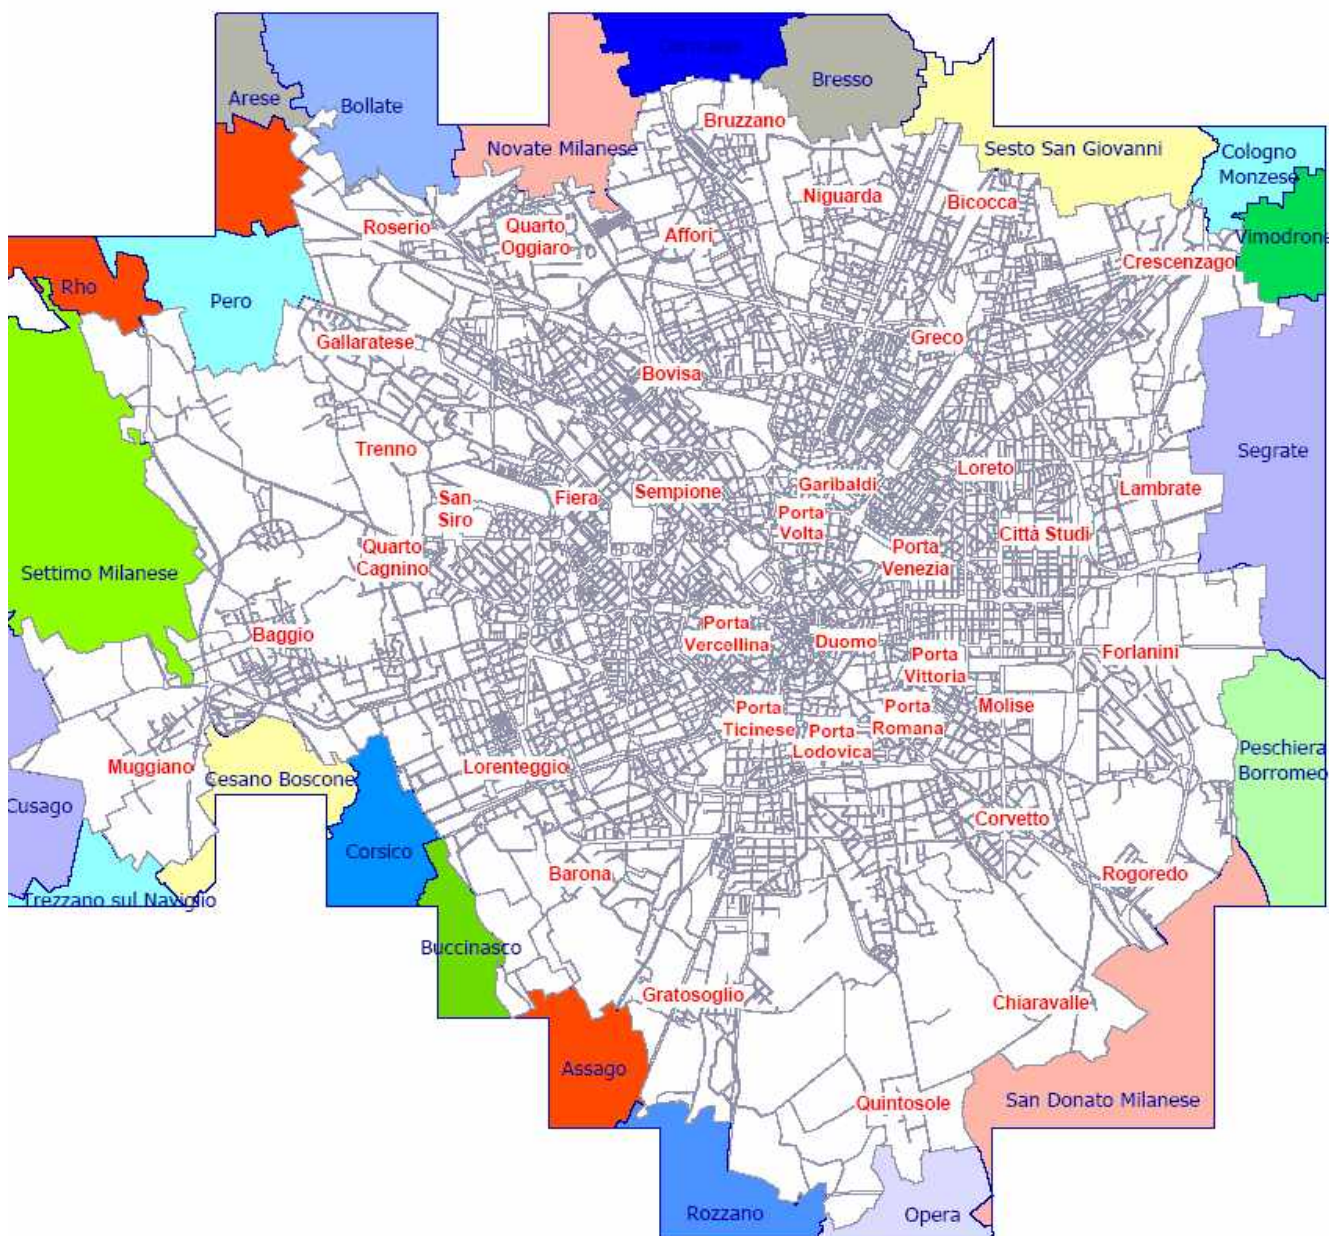 Cormano
Arese
Bollate
Bresso
Bruzzano
Novate Milanese
Sesto San Giovanni
Cologno
Monzese
Niguarda
Bicocca
Roserio
Quarto
Oggiaro
Affori
Vimodrone
Crescenzago
Rho
Pero
Gallaratese
Greco
Bovisa
Trenno
Segrate
Loreto
Garibaldi
Lambrate
San
Siro
Fiera
Sempione
Porta
Volta
Città Studi
Quarto
Cagnino
Porta
Venezia
Settimo Milanese
Baggio
Porta
Vercellina
Duomo
Forlanini
Porta
Vittoria
Porta
Ticinese
Porta
Romana
Molise
Porta
Lodovica
Peschiera
Borromeo
Muggiano
Cesano Boscone
Lorenteggio
Cusago
Corvetto
Corsico
Barona
Rogoredo
Trezzano sul Naviglio
Buccinasco
Gratosoglio
Chiaravalle
Assago
Quintosole
San Donato Milanese
Rozzano
Opera